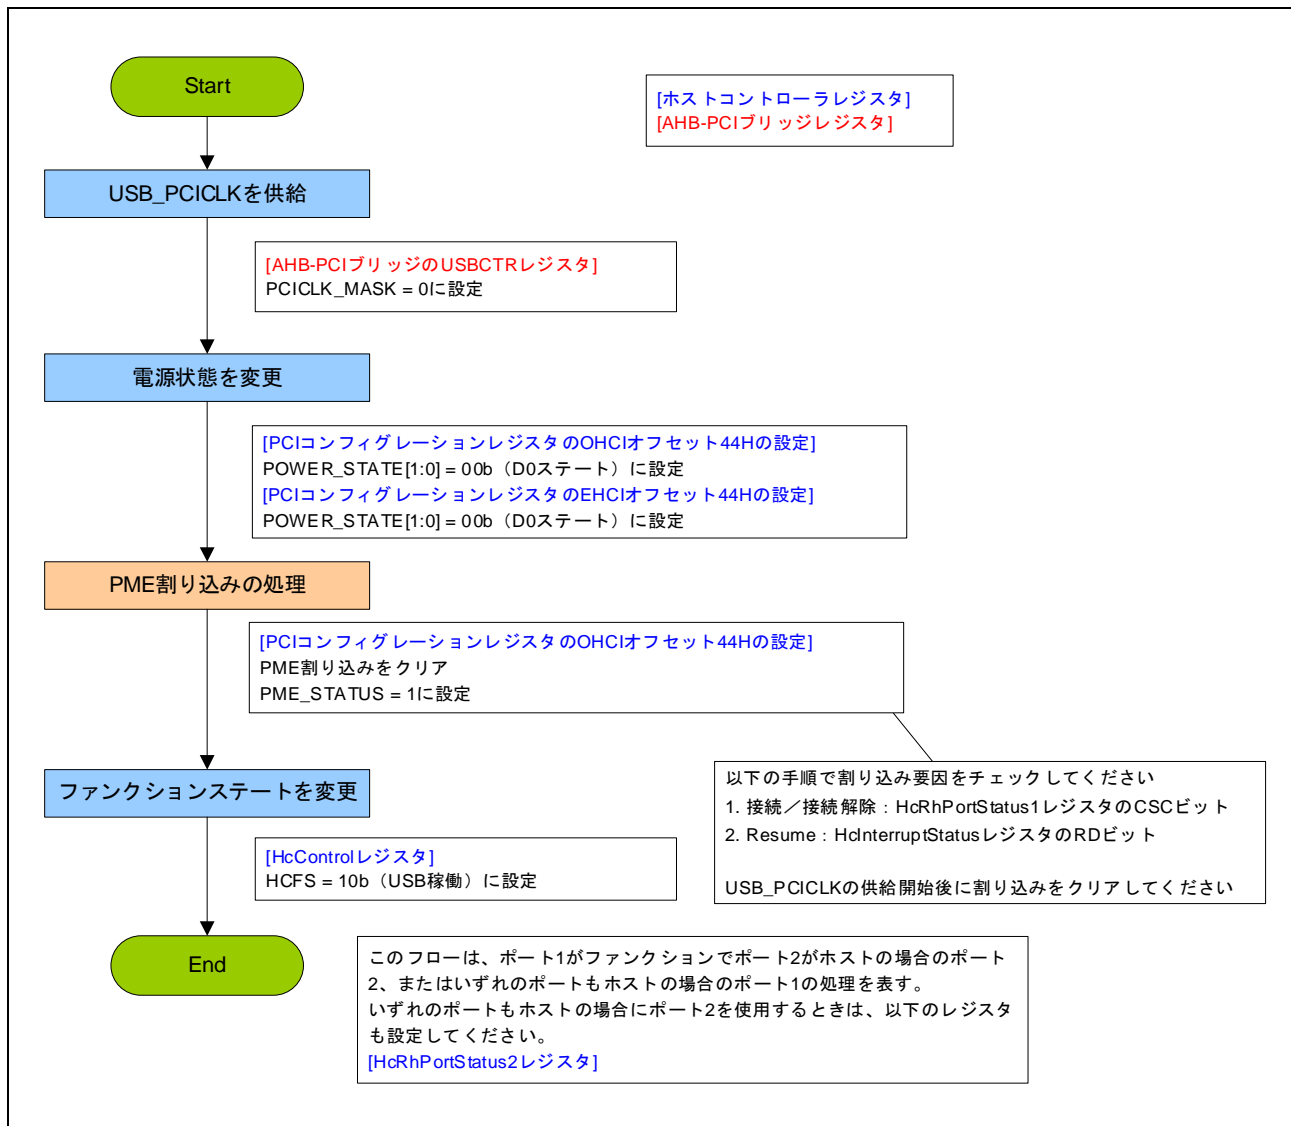 Start
[ホストコントローラレジスタ]
[AHB-PCIブリッジレジスタ]
USB_PCICLKを供給
[AHB-PCIブリッジのUSBCTRレジスタ]
PCICLK_MASK = 0に設定
電源状態を変更
[PCIコンフィグレーションレジスタのOHCIオフセット44Hの設定]
POWER_STATE[1:0] = 00b（D0ステート）に設定
[PCIコンフィグレーションレジスタのEHCIオフセット44Hの設定]
POWER_STATE[1:0] = 00b（D0ステート）に設定
PME割り込みの処理
[PCIコンフィグレーションレジスタのOHCIオフセット44Hの設定]
PME割り込みをクリア
PME_STATUS = 1に設定
ファンクションステートを変更
以下の手順で割り込み要因をチェックしてください
1. 接続／接続解除：HcRhPortStatus1レジスタのCSCビット
2. Resume：HcInterruptStatusレジスタのRDビット
USB_PCICLKの供給開始後に割り込みをクリアしてください
[HcControlレジスタ]
HCFS = 10b（USB稼働）に設定
End
このフローは、ポート1がファンクションでポート2がホストの場合のポート
2、またはいずれのポートもホストの場合のポート1の処理を表す。
いずれのポートもホストの場合にポート2を使用するときは、以下のレジスタ
も設定してください。
[HcRhPortStatus2レジスタ]